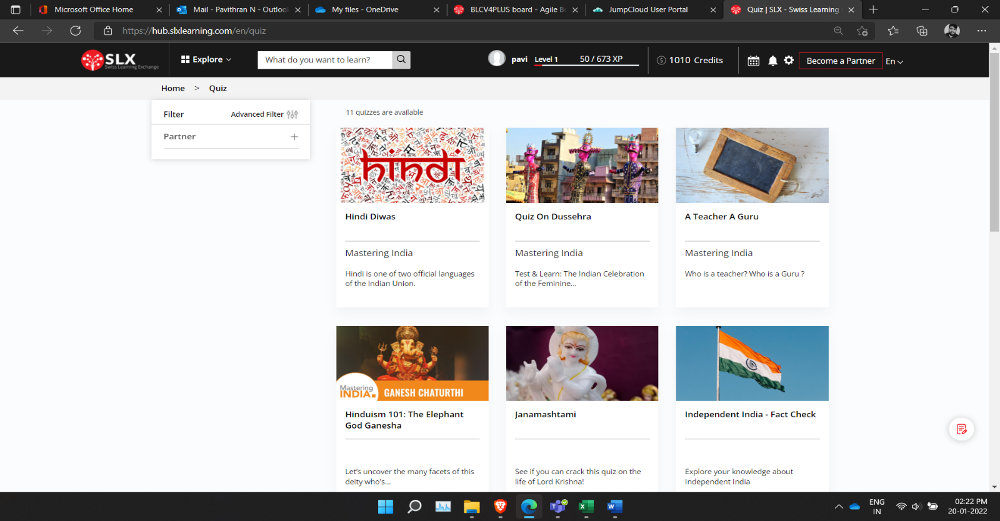 Microsoft Office Home
Mail - Pavithran N - Outlool
My files - OneDrive
BLCV4PLUS board - Agile B
JumpCloud User Portal
Quiz | SLX - Swiss Learning
https://hub.slxlearning.com/en/quiz
SLX
Swiss Learning Exchange
Explore
What do you want to learn?
pavi
Level 1
50 / 673 XP
1010 Credits
Become a Partner
En
Home > Quiz
Filter
Advanced Filter
Partner
11 quizzes are available
hindi
Hindi Diwas
Mastering India
Hindi is one of two official languages
of the Indian Union.
Quiz On Dussehra
Mastering India
Test & Learn: The Indian Celebration
of the Feminine...
A Teacher A Guru
Mastering India
Who is a teacher? Who is a Guru ?
Mastering
INDIA.
GANESH CHATURTHI
Hinduism 101: The Elephant
God Ganesha
Let's uncover the many facets of this
deity who's...
Janamashtami
See if you can crack this quiz on the
life of Lord Krishna!
Independent India - Fact Check
Explore your knowledge about
Independent India
ENG
IN
02:22 PM
20-01-2022